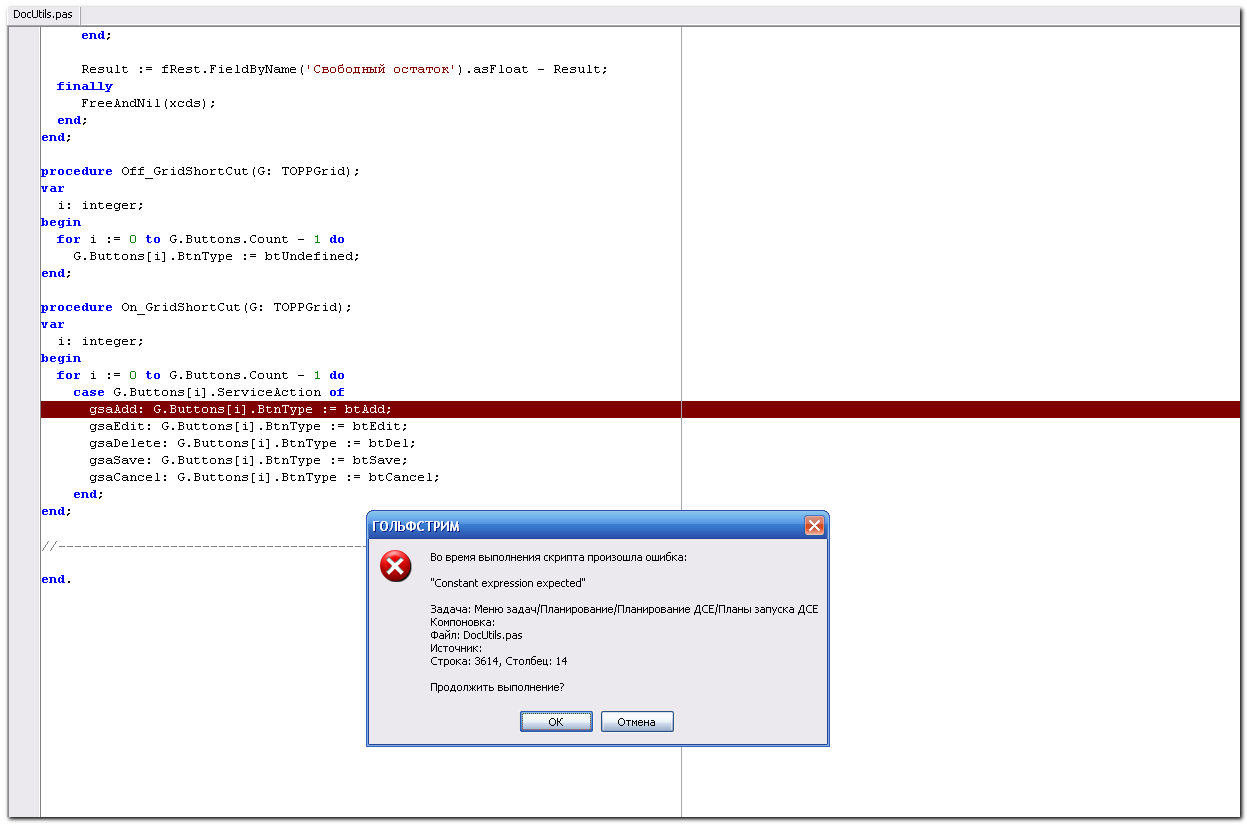 DocUtils.pas
end;
Result := fRest.FieldByName('Свободный остаток').asFloat - Result;
finally
FreeAndNil(xcds);
end;
end;
procedure Off_GridShortCut(G: TOPPGrid);
var
i: integer;
begin
for i := 0 to G.Buttons.Count - 1 do
G.Buttons[i].BtnType := btUndefined;
end;
procedure On_GridShortCut(G: TOPPGrid);
var
i: integer;
begin
for i := 0 to G.Buttons.Count - 1 do
case G.Buttons[i].ServiceAction of
gsaAdd: G.Buttons[i].BtnType := btAdd;
gsaEdit: G.Buttons[i].BtnType := btEdit;
gsaDelete: G.Buttons[i].BtnType := btDel;
gsaSave: G.Buttons[i].BtnType := btSave;
gsaCancel: G.Buttons[i].BtnType := btCancel;
end;
end;
//-----------------------------------------
end.
ГОЛЬФСТРИМ
Во время выполнения скрипта произошла ошибка:
"Constant expression expected"
Задача: Меню задач/Планирование/Планирование ДСЕ/Планы запуска ДСЕ
Компоновка:
Файл: DocUtils.pas
Источник:
Строка: 3614, Столбец: 14
Продолжить выполнение?
ОК
Отмена